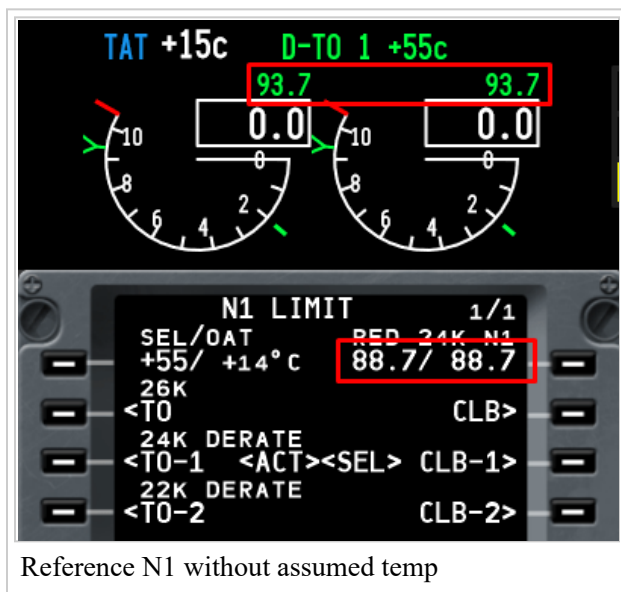 TAT +15c D-TO 1 +55c
93.7 93.7
0.0 0.0
10 0 10 0
8 2 8 2
6 4 6 4
N1 LIMIT 1/1
SEL/OAT RED 24K N1
+55/ +14°C 88.7/ 88.7
26K
<TO CLB>
24K DERATE
<TO-1 <ACT><SEL> CLB-1>
22K DERATE
<TO-2 CLB-2>
Reference N1 without assumed temp